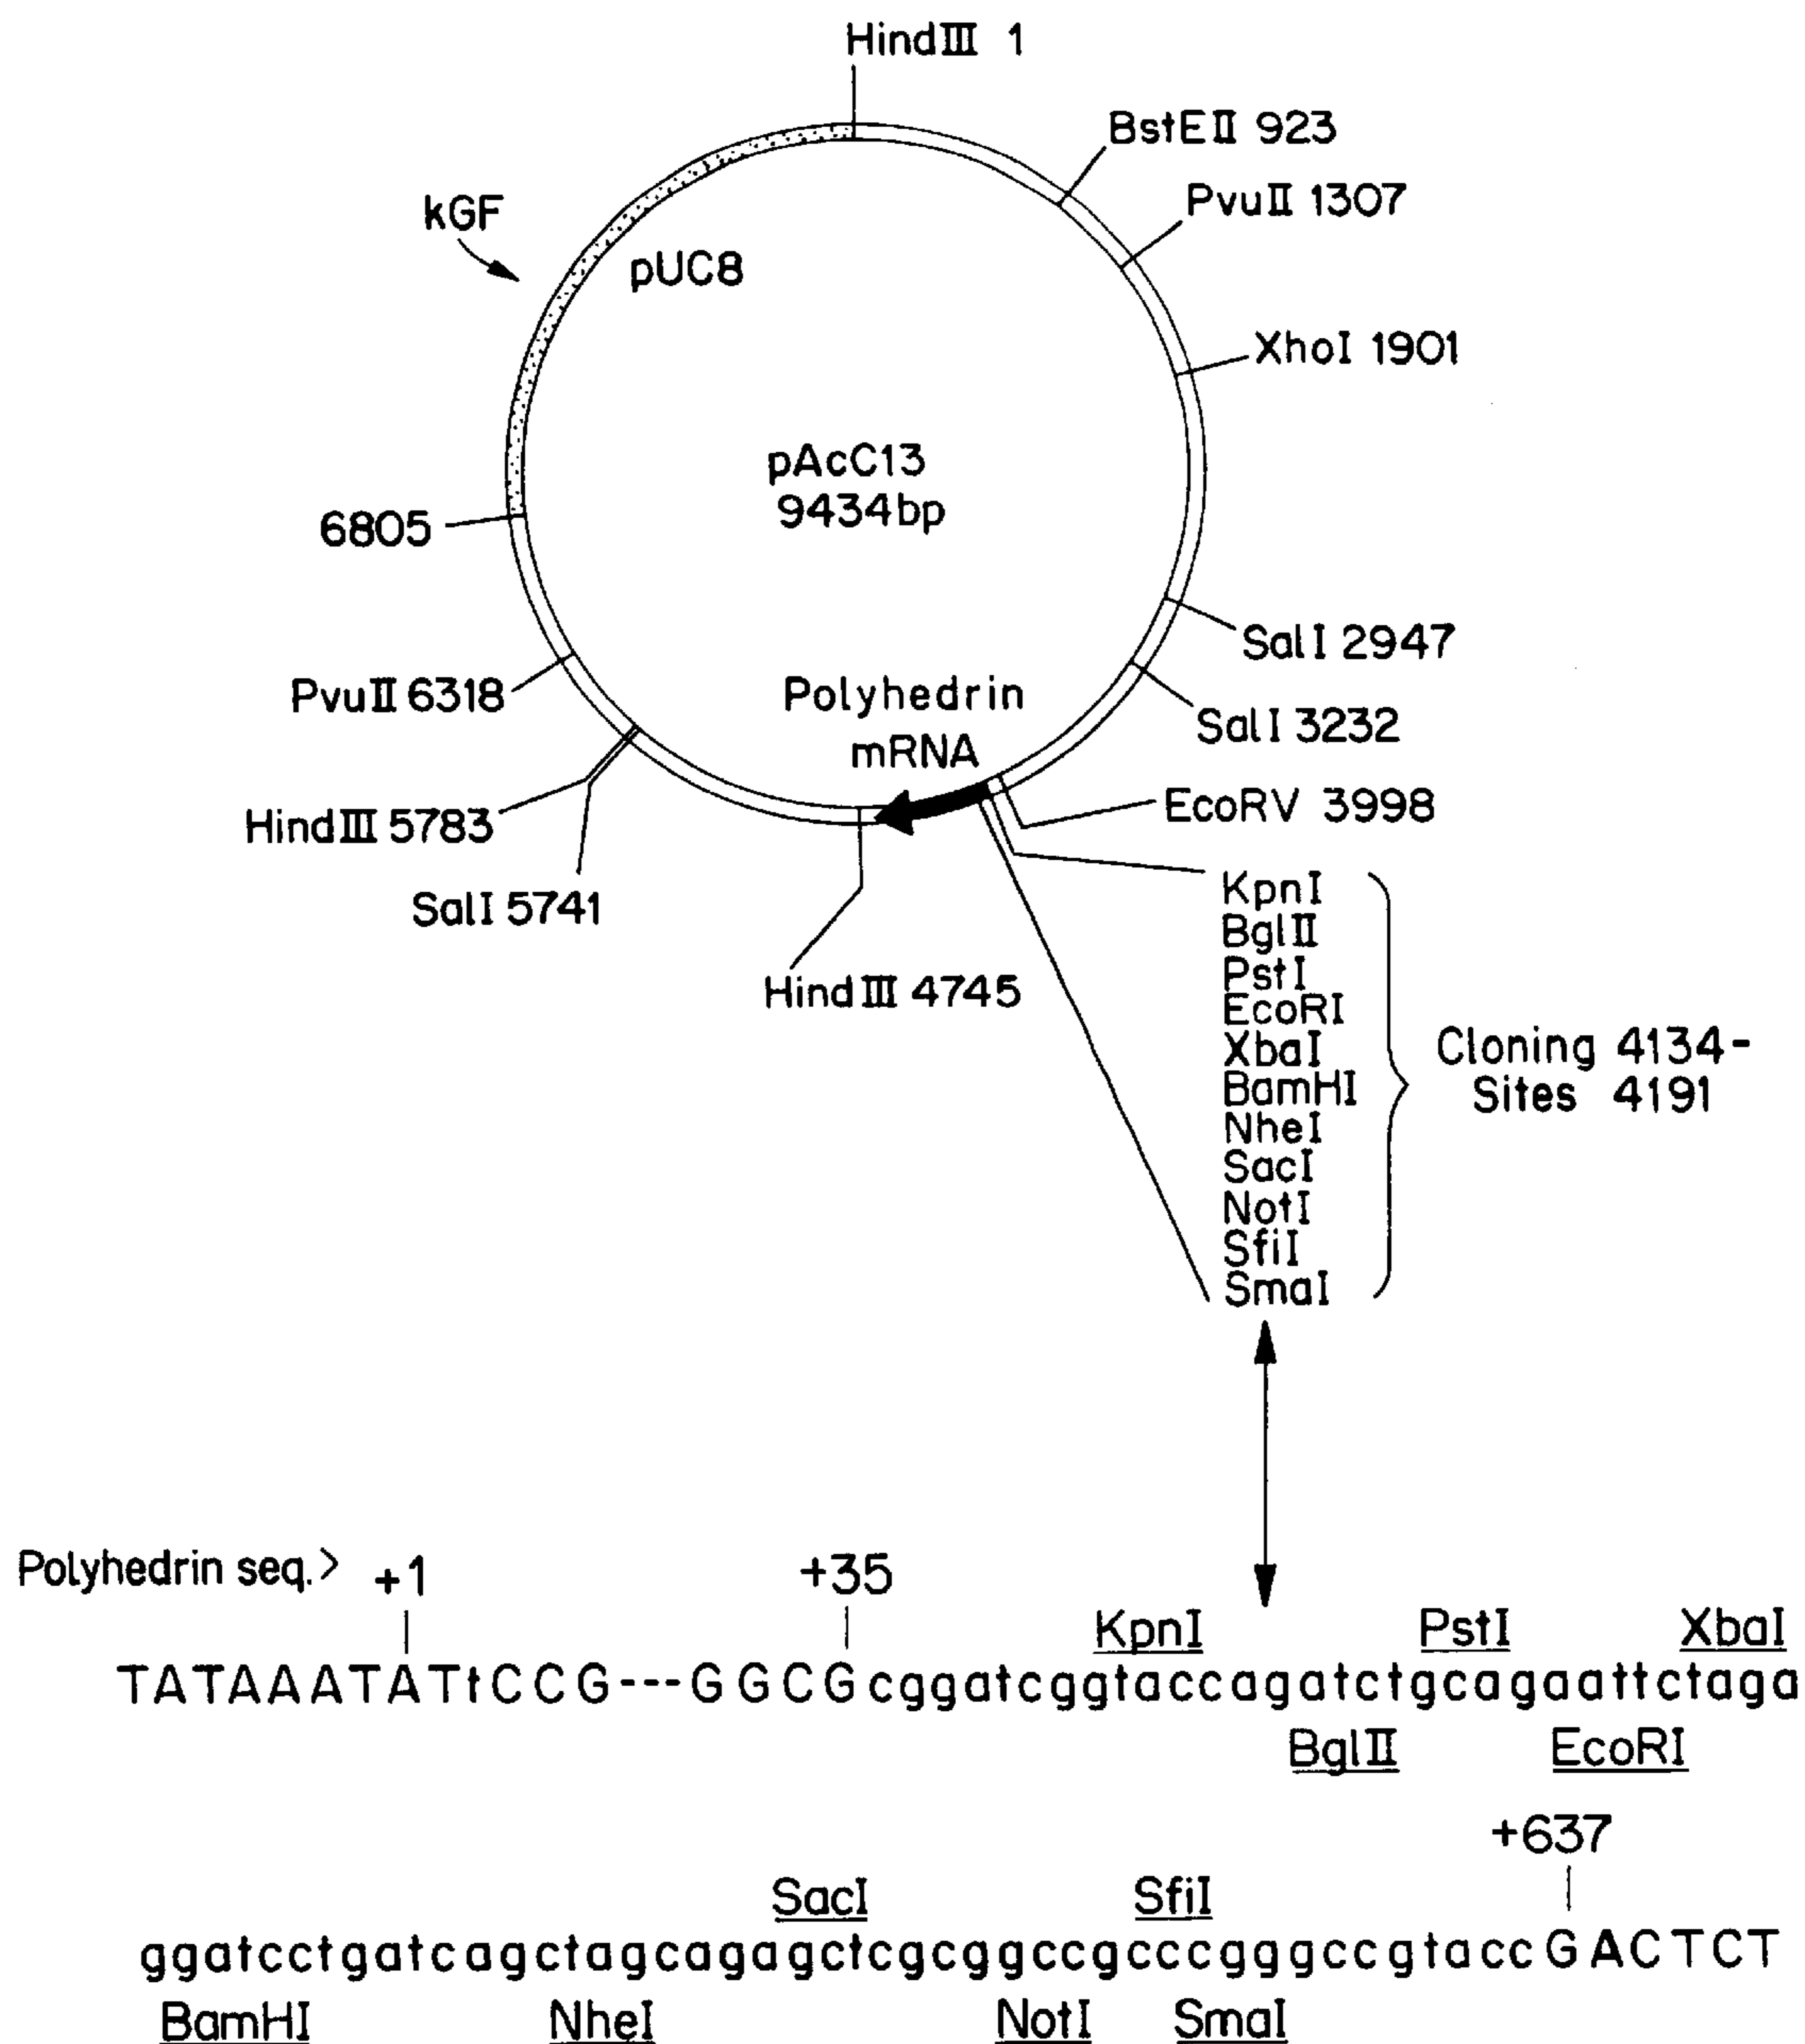 HindIII 1
BstEII 923
PvuII 1307
kGF
pUC8
XhoI 1901
pAcC13
9434bp
6805
SalI 2947
PvuII 6318
Polyhedrin
mRNA
SalI 3232
EcoRV 3998
HindIII 5783
SalI 5741
HindIII 4745
KpnI
BglII
PstI
EcoRI
XbaI
BamHI
NheI
SacI
NotI
SfiI
SmaI
Cloning 4134-
Sites 4191
Polyhedrin seq.> +1 +35
KpnI PstI XbaI
TATAAATATtCCG---GGCGcggatcggtaccagatctgcagaattctaga
BglII EcoRI
+637
SacI SfiI
ggatcctgatcagctagcagagctcgcggccgcccgggccgtaccGACTCT
BamHI NheI NotI SmaI